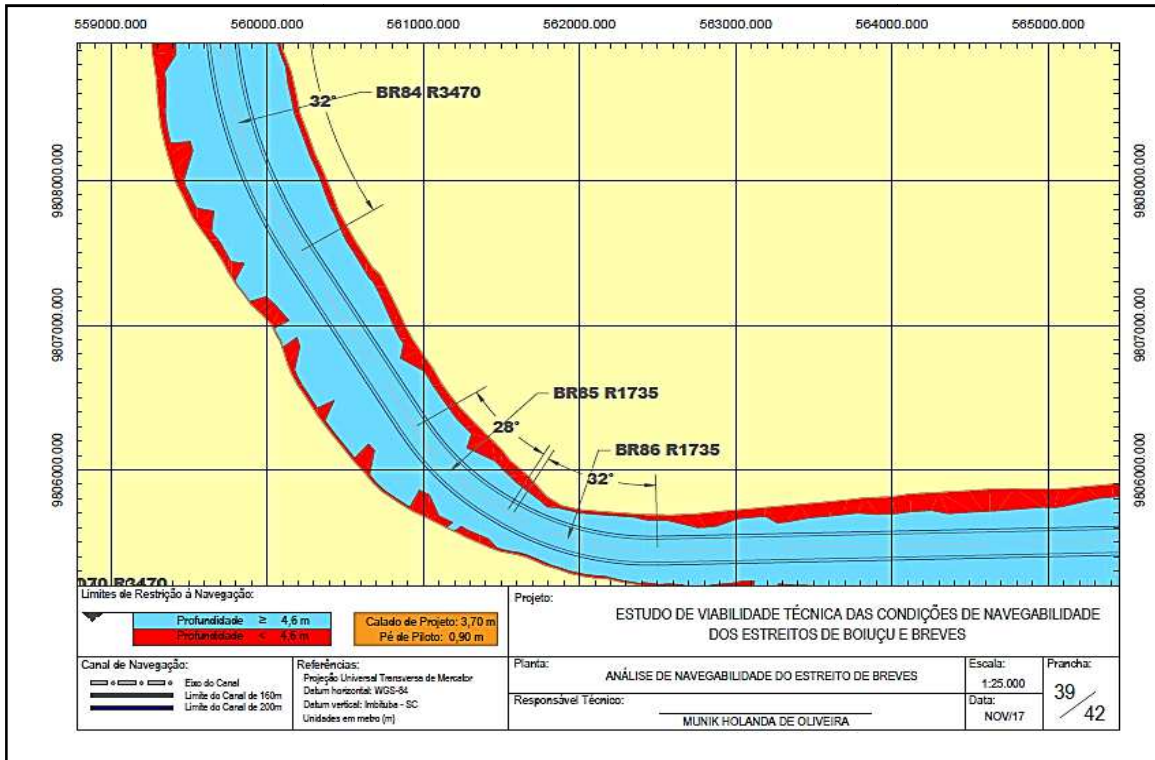 559000.000 560000.000 561000.000 562000.000 563000.000 564000.000 565000.000
BR84 R3470
32°
9808000.000 9808000.000
9807000.000 9807000.000
BR85 R1735
28°
BR86 R1735
32°
9806000.000 9806000.000
D70 R3470
Limites de Restrição à Navegação:
Profundidade ≥ 4,6 m
Profundidade < 4,6 m
Calado de Projeto: 3,70 m
Pé de Piloto: 0,90 m
Projeto:
ESTUDO DE VIABILIDADE TÉCNICA DAS CONDIÇÕES DE NAVEGABILIDADE
DOS ESTREITOS DE BOIUÇU E BREVES
Canal de Navegação:
Eixo do Canal
Limite do Canal de 160m
Limite do Canal de 200m
Referências:
Projeção Universal Transversa de Mercator
Datum horizontal: WGS-84
Datum vertical: Imbituba - SC
Unidades em metro (m)
Planta:
ANÁLISE DE NAVEGABILIDADE DO ESTREITO DE BREVES
Responsável Técnico:
MUNIK HOLANDA DE OLIVEIRA
Escala:
1:25.000
Data:
NOV/17
Prancha:
39/42